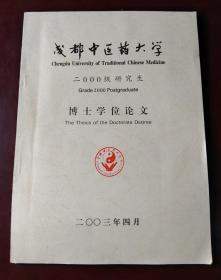 成都中医药大学
Chengdu University of Traditional Chinese Medicine
二000级研究生
Grade 2000 Postgraduate
博士学位论文
The Thesis of the Doctorate Degree
二〇〇三年四月